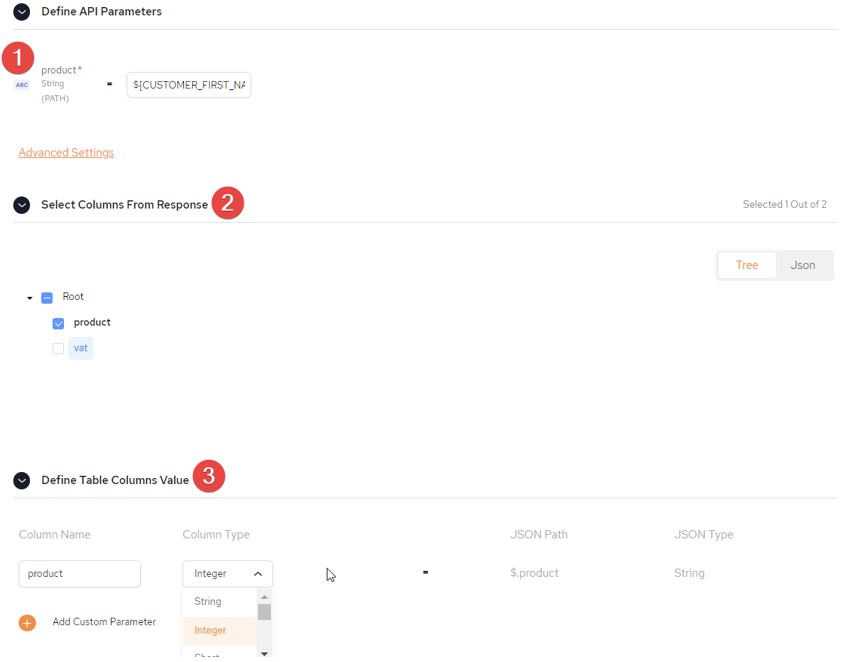 Define API Parameters
1
product *
ABC String = ${CUSTOMER_FIRST_NA
(PATH)
Advanced Settings
Select Columns From Response 2 Selected 1 Out of 2
Tree Json
Root
product
vat
Define Table Columns Value 3
Column Name Column Type JSON Path JSON Type
product Integer = $.product String
String
Add Custom Parameter
Integer
Short